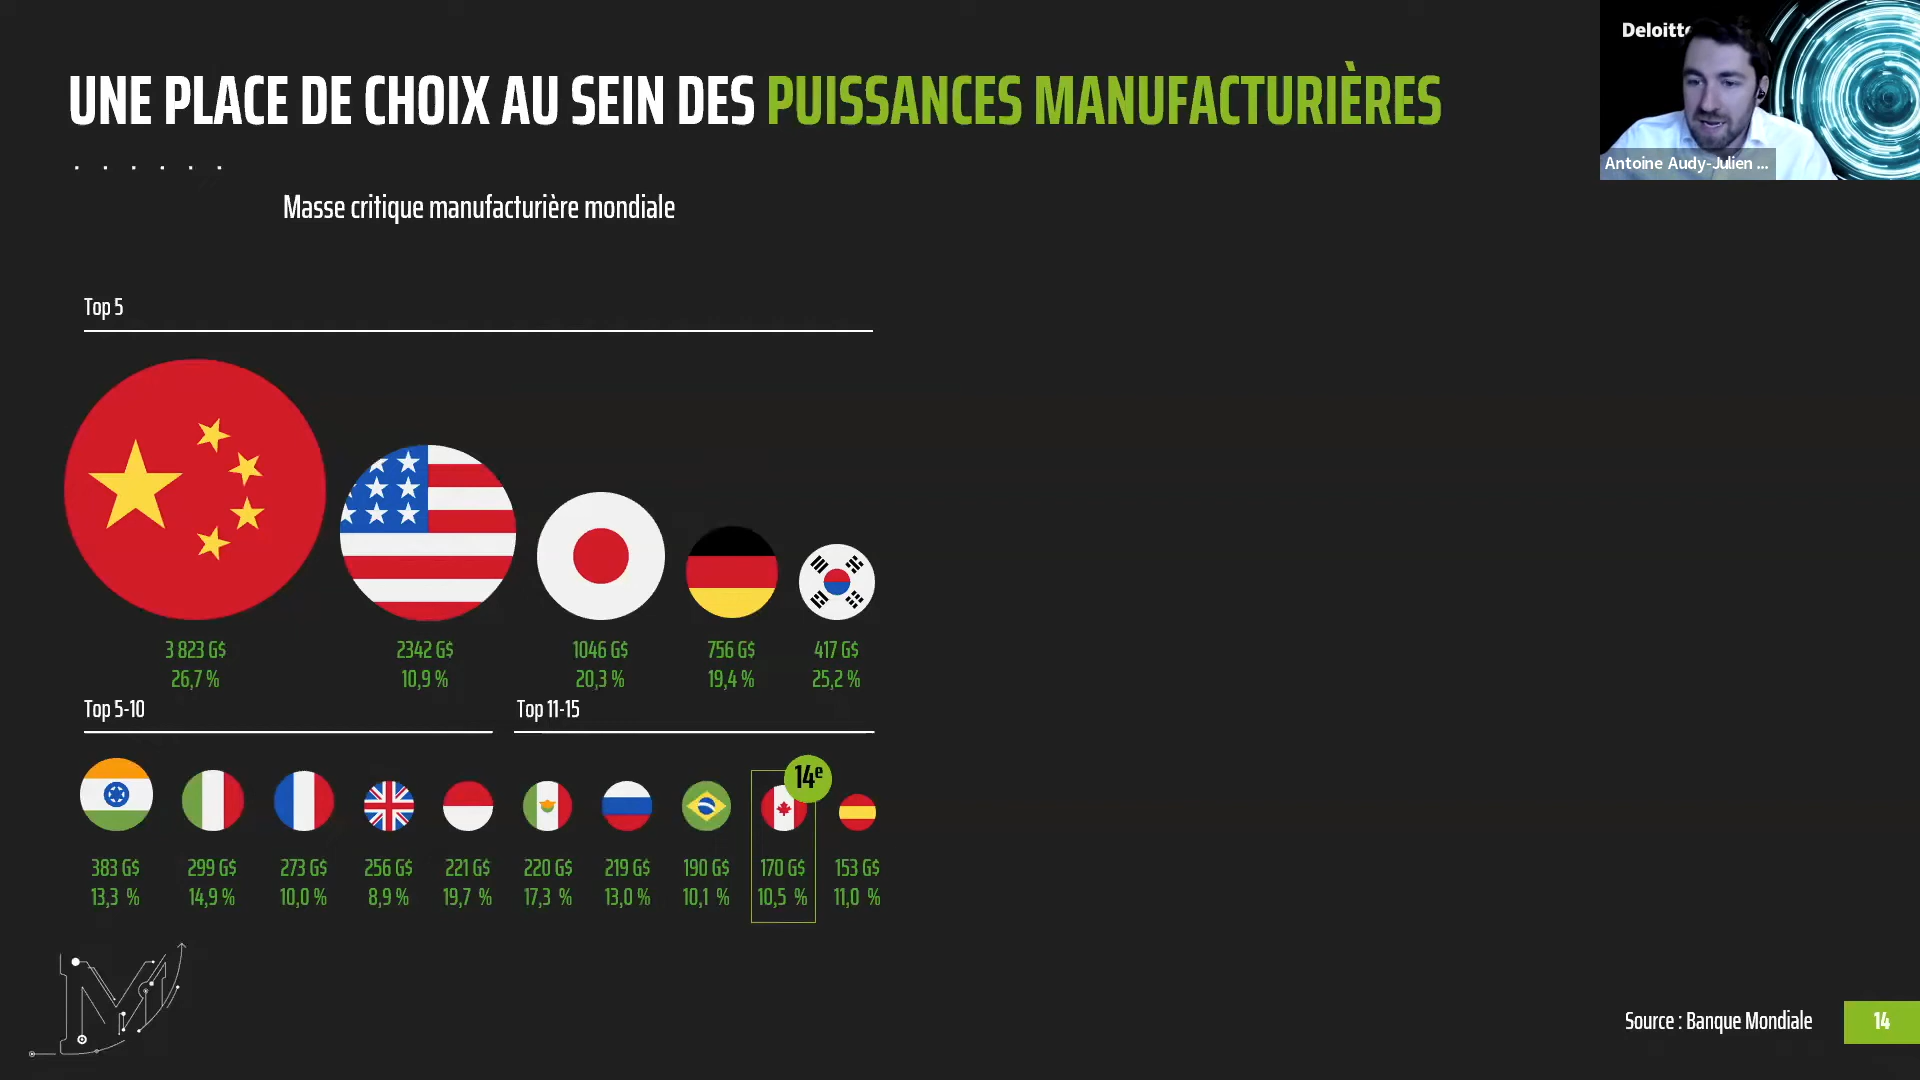 UNE PLACE DE CHOIX AU SEIN DES PUISSANCES MANUFACTURIÈRES
Deloitte
Antoine Audy-Julien ...
Masse critique manufacturière mondiale
Top 5
3 823 G$ 2342 G$ 1046 G$ 756 G$ 417 G$
26,7 % 10,9 % 20,3 % 19,4 % 25,2 %
Top 5-10 Top 11-15
14e
383 G$ 299 G$ 273 G$ 256 G$ 221 G$ 220 G$ 219 G$ 190 G$ 170 G$ 153 G$
13,3 % 14,9 % 10,0 % 8,9 % 19,7 % 17,3 % 13,0 % 10,1 % 10,5 % 11,0 %
M
Source : Banque Mondiale 14